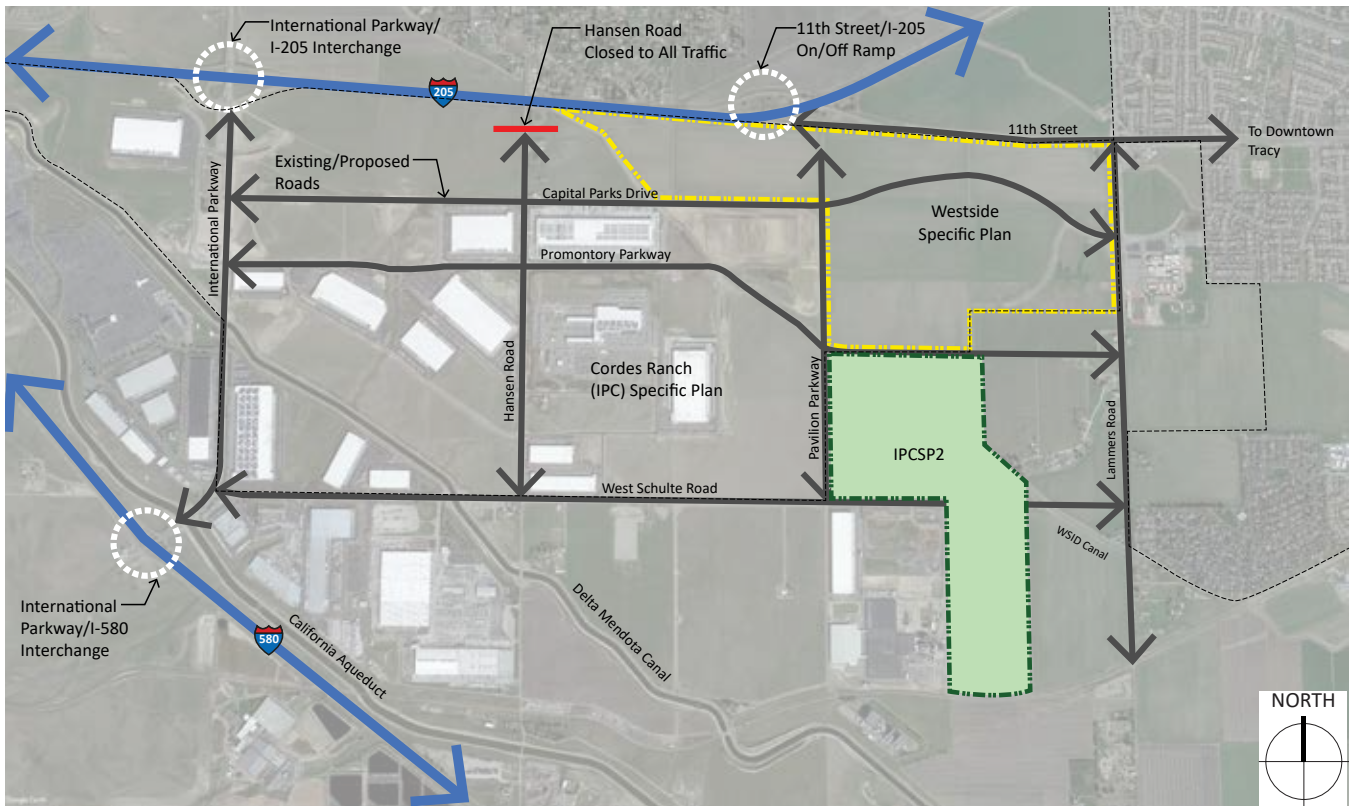 International Parkway/
I-205 Interchange
Hansen Road
Closed to All Traffic
11th Street/I-205
On/Off Ramp
205
11th Street
To Downtown
Tracy
Existing/Proposed
Roads
International Parkway
Capital Parks Drive
Westside
Specific Plan
Promontory Parkway
Hansen Road
Cordes Ranch
(IPC) Specific Plan
Pavilion Parkway
Lammers Road
IPCSP2
West Schulte Road
WSID Canal
International
Parkway/I-580
Interchange
580
California Aqueduct
Delta Mendota Canal
NORTH
Google Earth